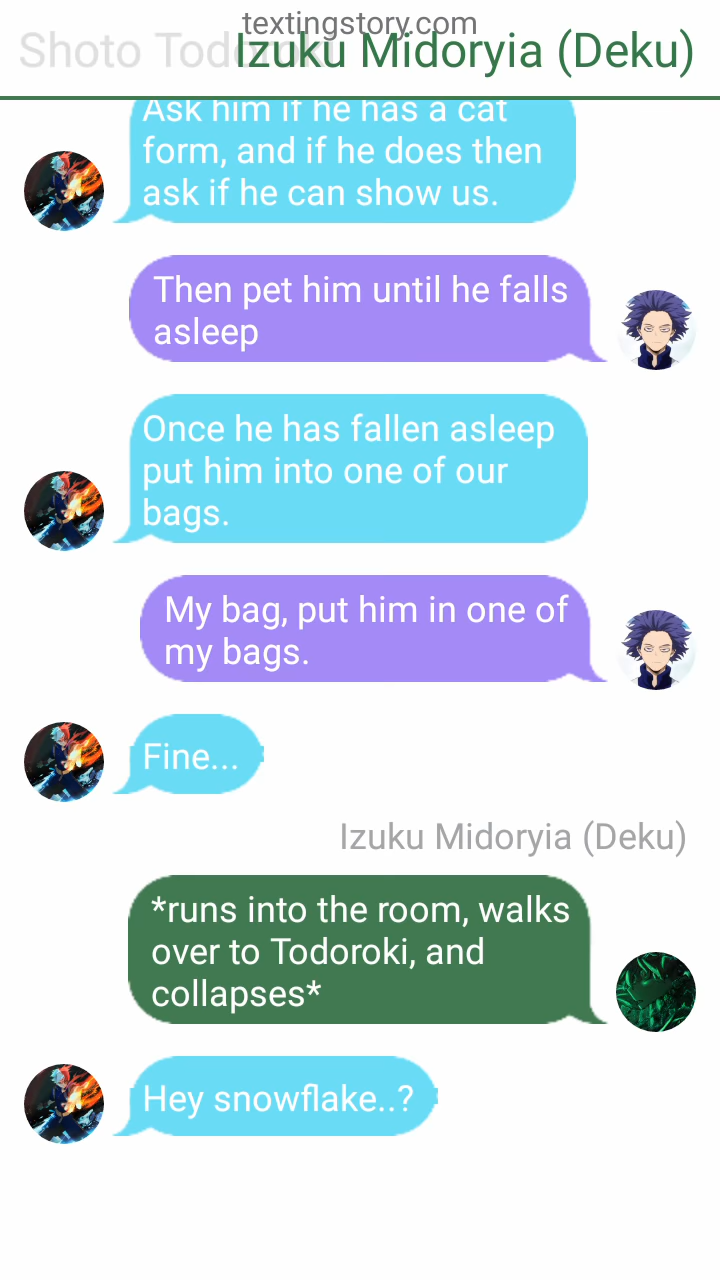 textingstory.com
Shoto Todoroki
Izuku Midoryia (Deku)
Ask him if he has a cat
form, and if he does then
ask if he can show us.
Then pet him until he falls
asleep
Once he has fallen asleep
put him into one of our
bags.
My bag, put him in one of
my bags.
Fine...
Izuku Midoryia (Deku)
*runs into the room, walks
over to Todoroki, and
collapses*
Hey snowflake..?